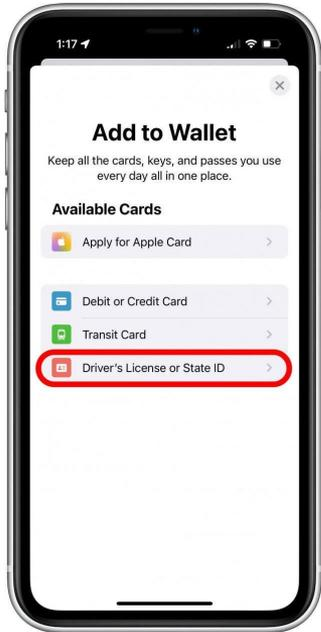 1:17
Add to Wallet
Keep all the cards, keys, and passes you use
every day all in one place.
Available Cards
Apply for Apple Card
Debit or Credit Card
Transit Card
Driver's License or State ID